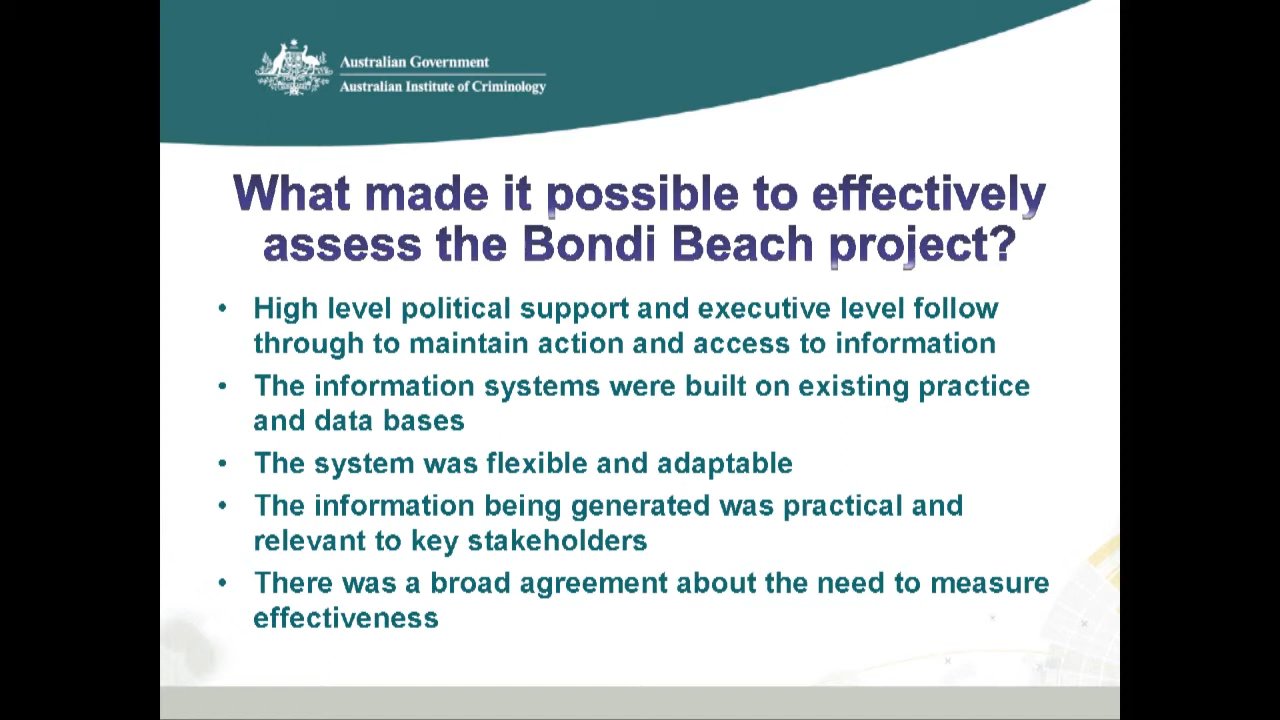 Australian Government
Australian Institute of Criminology
What made it possible to effectively
assess the Bondi Beach project?
• High level political support and executive level follow
through to maintain action and access to information
• The information systems were built on existing practice
and data bases
• The system was flexible and adaptable
• The information being generated was practical and
relevant to key stakeholders
• There was a broad agreement about the need to measure
effectiveness